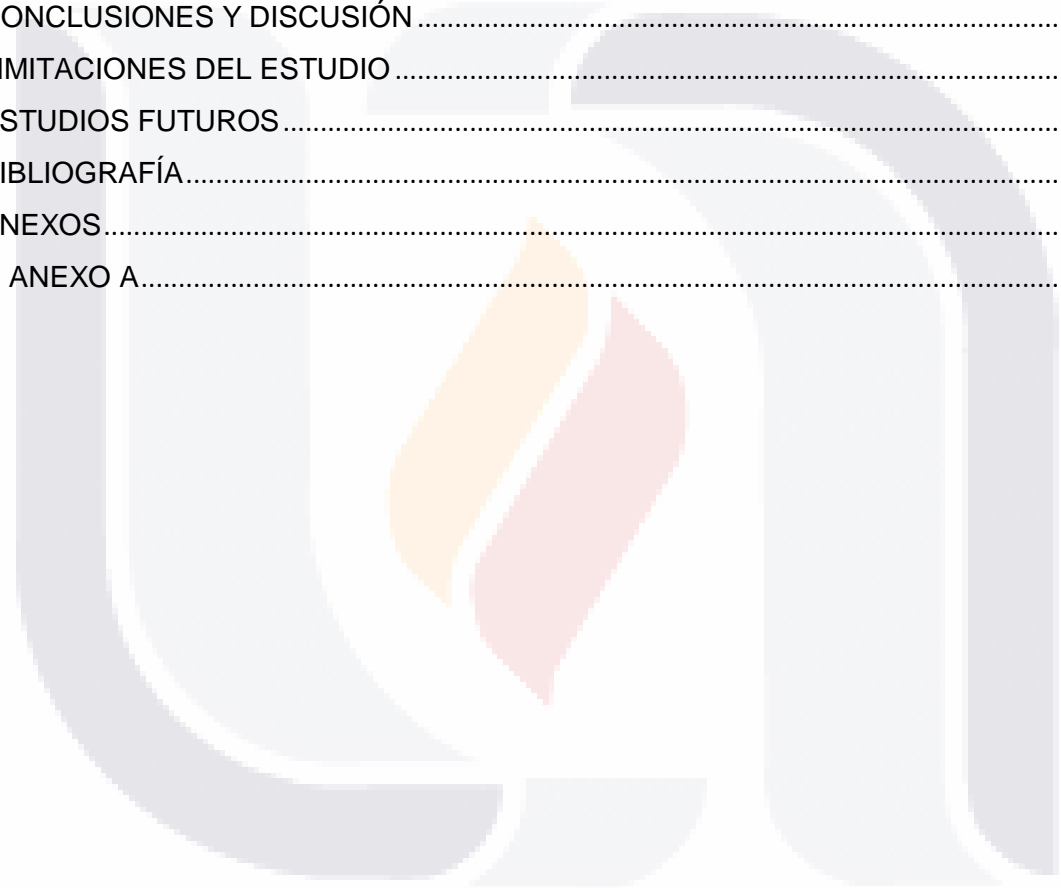 ONCLUSIONES Y DISCUSIÓN ................................................................................
IMITACIONES DEL ESTUDIO ................................................................................
STUDIOS FUTUROS ................................................................................
IBLIOGRAFÍA ................................................................................
NEXOS ................................................................................
ANEXO A ................................................................................